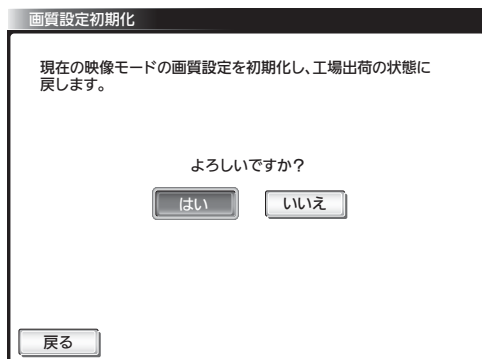 画質設定初期化
現在の映像モードの画質設定を初期化し、工場出荷の状態に
戻します。
よろしいですか?
はい いいえ
戻る